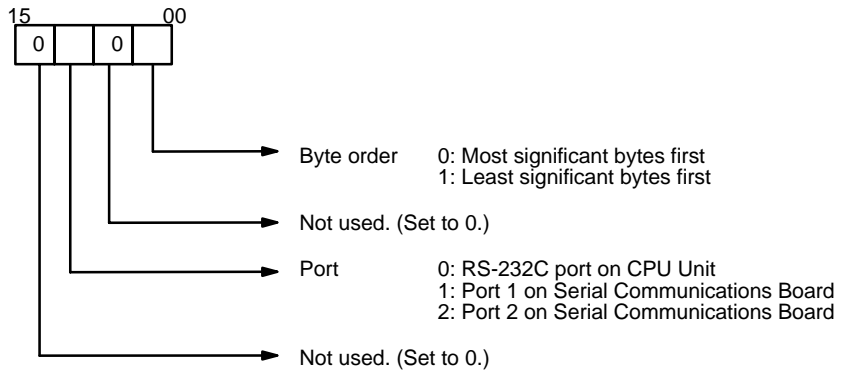 15 00
0 0
Byte order 0: Most significant bytes first
1: Least significant bytes first
Not used. (Set to 0.)
Port 0: RS-232C port on CPU Unit
1: Port 1 on Serial Communications Board
2: Port 2 on Serial Communications Board
Not used. (Set to 0.)